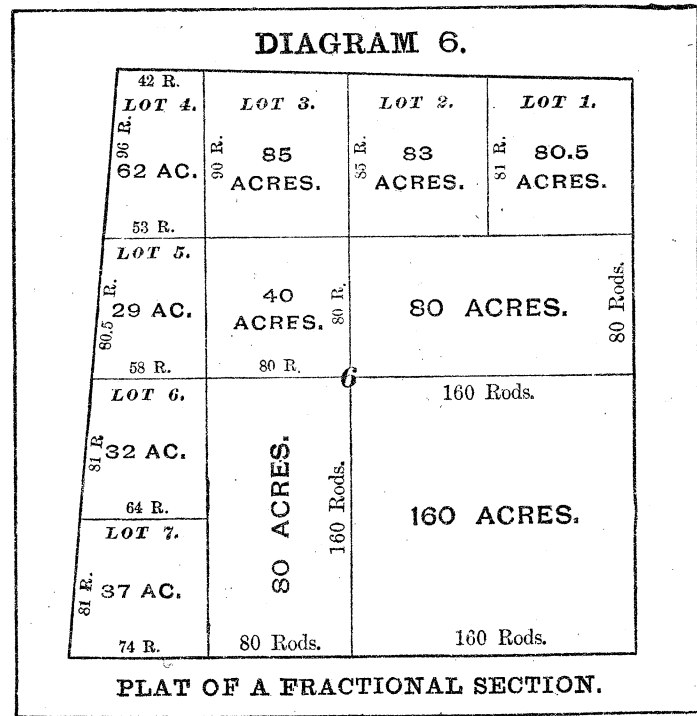 DIAGRAM 6.
42 R.
LOT 4. LOT 3. LOT 2. LOT 1.
96 R. 90 R. 85 R. 81 R.
62 AC. 85 83 80.5
ACRES. ACRES. ACRES.
53 R.
LOT 5.
80.5 R. 80 R. 80 Rods.
29 AC. 40 80 ACRES.
ACRES.
58 R. 80 R.
6
LOT 6. 160 Rods.
81 R
32 AC. 80 ACRES. 160 Rods. 160 ACRES.
64 R.
LOT 7.
81 R.
37 AC.
74 R. 80 Rods. 160 Rods.
PLAT OF A FRACTIONAL SECTION.